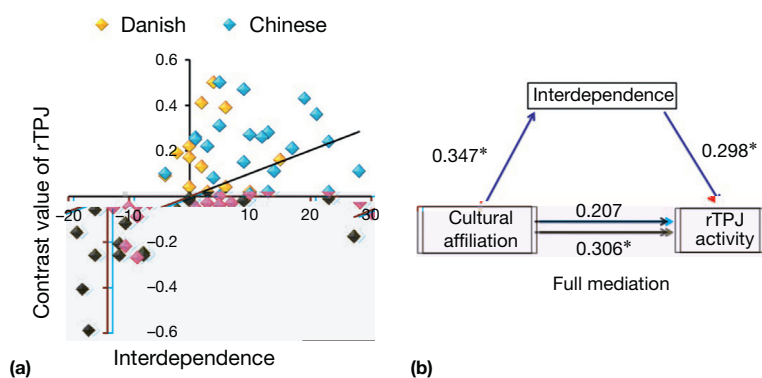 Danish Chinese
Contrast value of rTPJ
0.6
0.4
0.2
−20 −10 10 20 30
−0.2
−0.4
−0.6
Interdependence
(a)
Interdependence
0.347* 0.298*
Cultural
affiliation
0.207
0.306*
rTPJ
activity
Full mediation
(b)